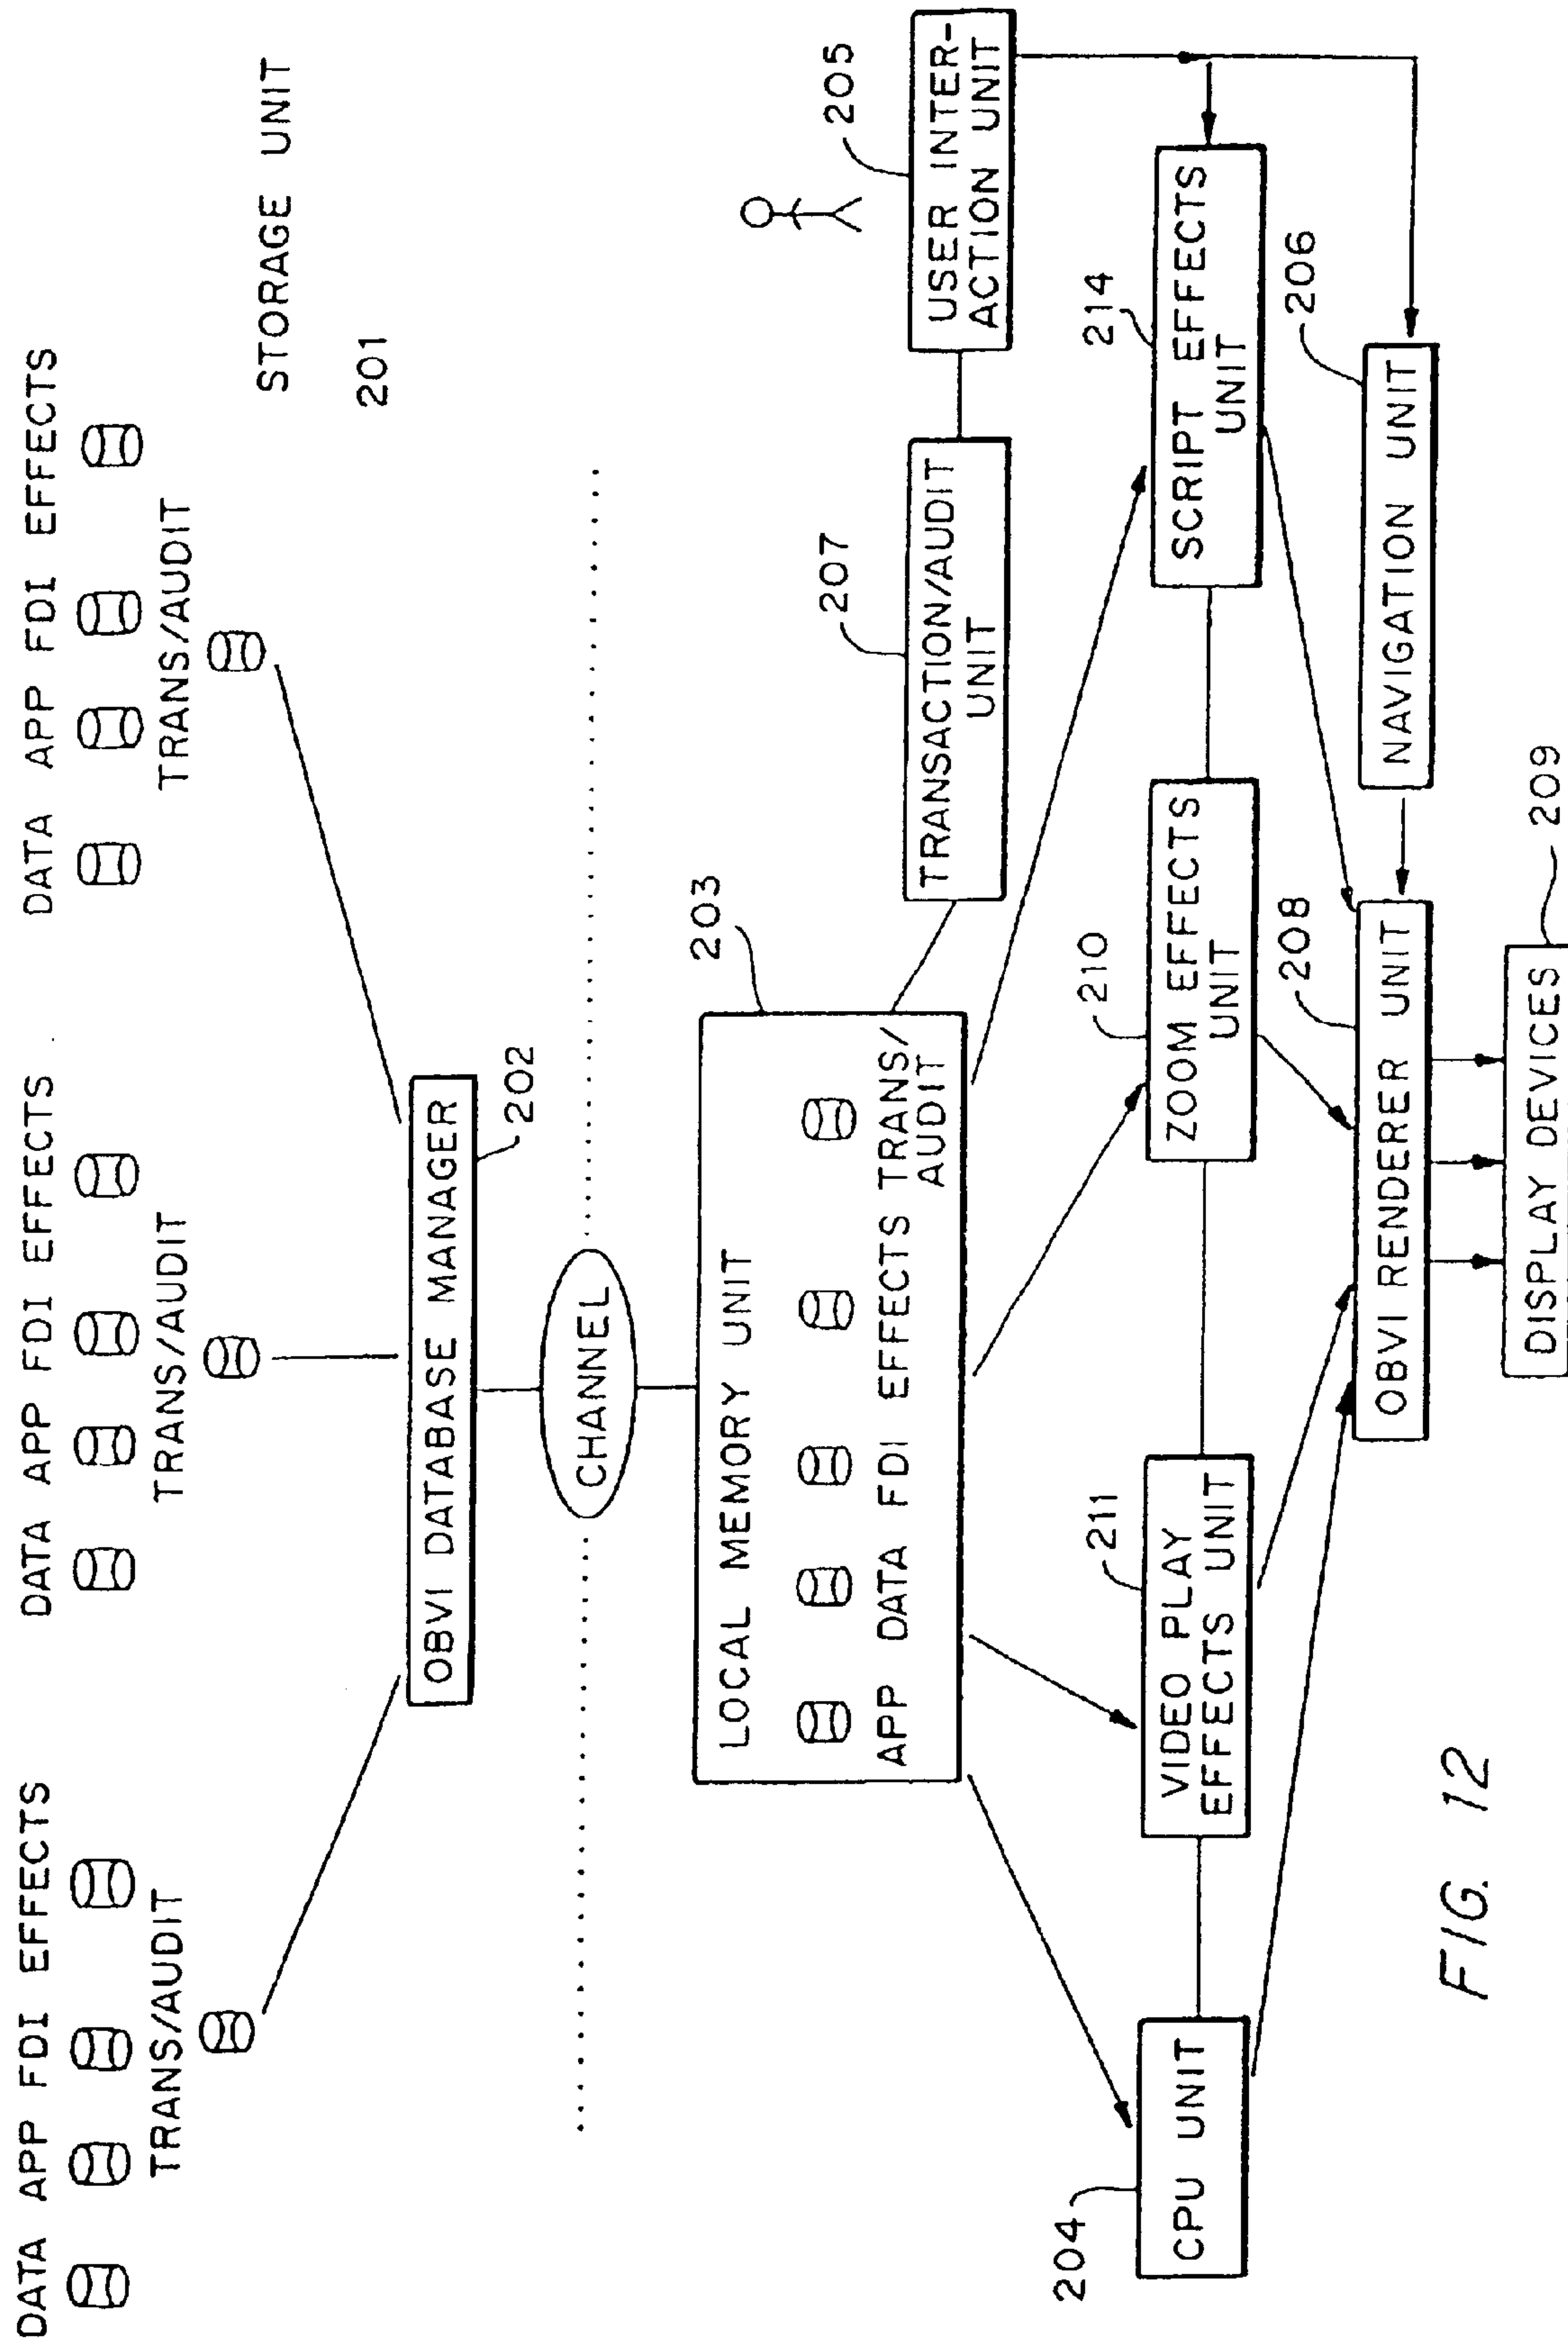 DATA APP FDI EFFECTS
TRANS/AUDIT
DATA APP FDI EFFECTS
TRANS/AUDIT
DATA APP FDI EFFECTS
TRANS/AUDIT
STORAGE UNIT
201
OBVI DATABASE MANAGER
202
CHANNEL
LOCAL MEMORY UNIT
203
APP DATA FDI EFFECTS TRANS/
AUDIT
207
TRANSACTION/AUDIT
UNIT
205
USER INTER-
ACTION UNIT
204
CPU UNIT
211
VIDEO PLAY
EFFECTS UNIT
210
ZOOM EFFECTS
UNIT
214
SCRIPT EFFECTS
UNIT
208
OBVI RENDERER UNIT
206
NAVIGATION UNIT
DISPLAY DEVICES
209
FIG. 12